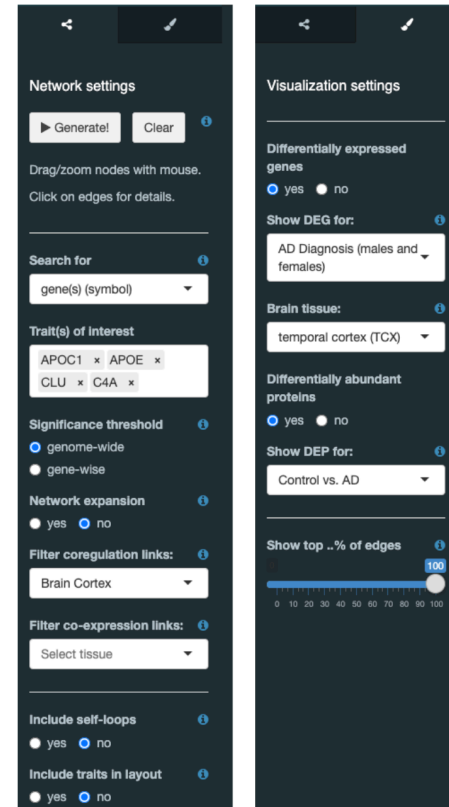 Network settings
Generate! Clear
Drag/zoom nodes with mouse.
Click on edges for details.
Search for
gene(s) (symbol)
Trait(s) of interest
APOC1 × APOE ×
CLU × C4A ×
Significance threshold
genome-wide
gene-wise
Network expansion
yes no
Filter coregulation links:
Brain Cortex
Filter co-expression links:
Select tissue
Include self-loops
yes no
Include traits in layout
yes no
Visualization settings
Differentially expressed
genes
yes no
Show DEG for:
AD Diagnosis (males and
females)
Brain tissue:
temporal cortex (TCX)
Differentially abundant
proteins
yes no
Show DEP for:
Control vs. AD
Show top ..% of edges
100
0 10 20 30 40 50 60 70 80 90 100